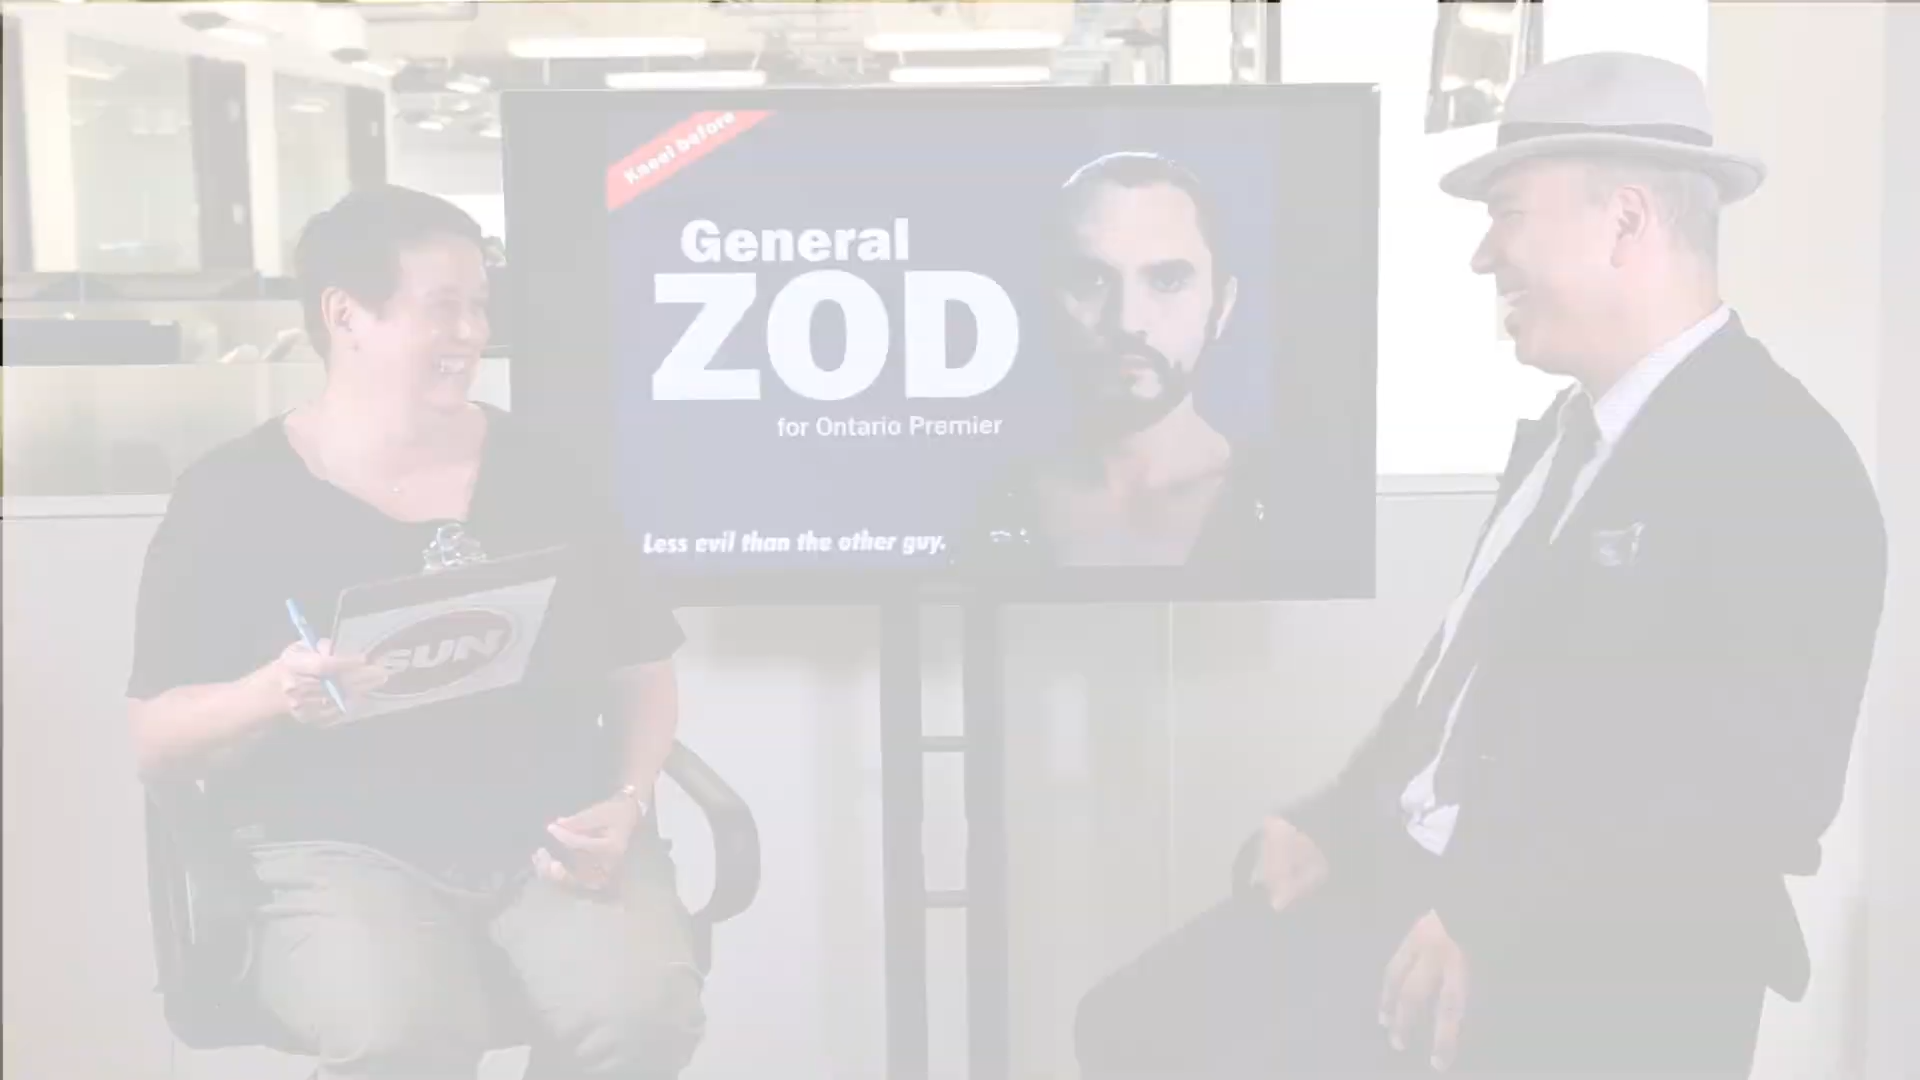 Kneel before
General
ZOD
for Ontario Premier
Less evil than the other guy.
SUN